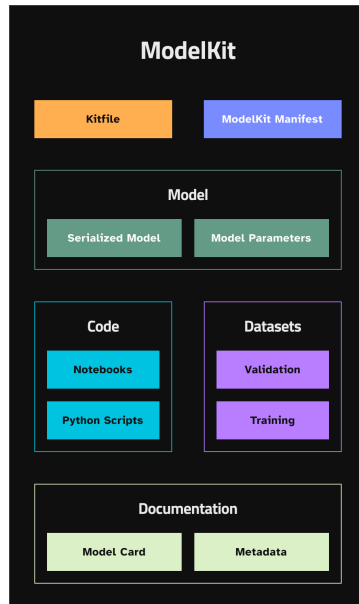 ModelKit
Kitfile
ModelKit Manifest
Model
Serialized Model
Model Parameters
Code
Notebooks
Python Scripts
Datasets
Validation
Training
Documentation
Model Card
Metadata